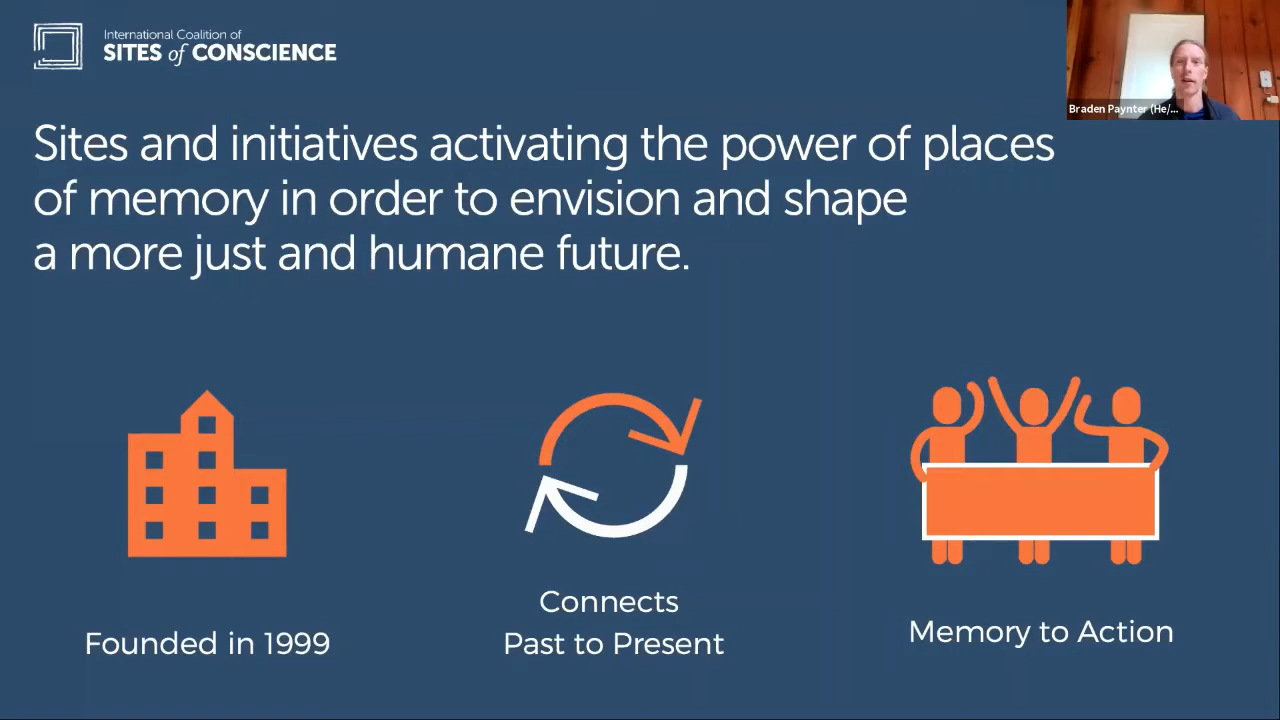 International Coalition of
SITES of CONSCIENCE
Braden Paynter (He/...
Sites and initiatives activating the power of places
of memory in order to envision and shape
a more just and humane future.
Founded in 1999
Connects
Past to Present
Memory to Action